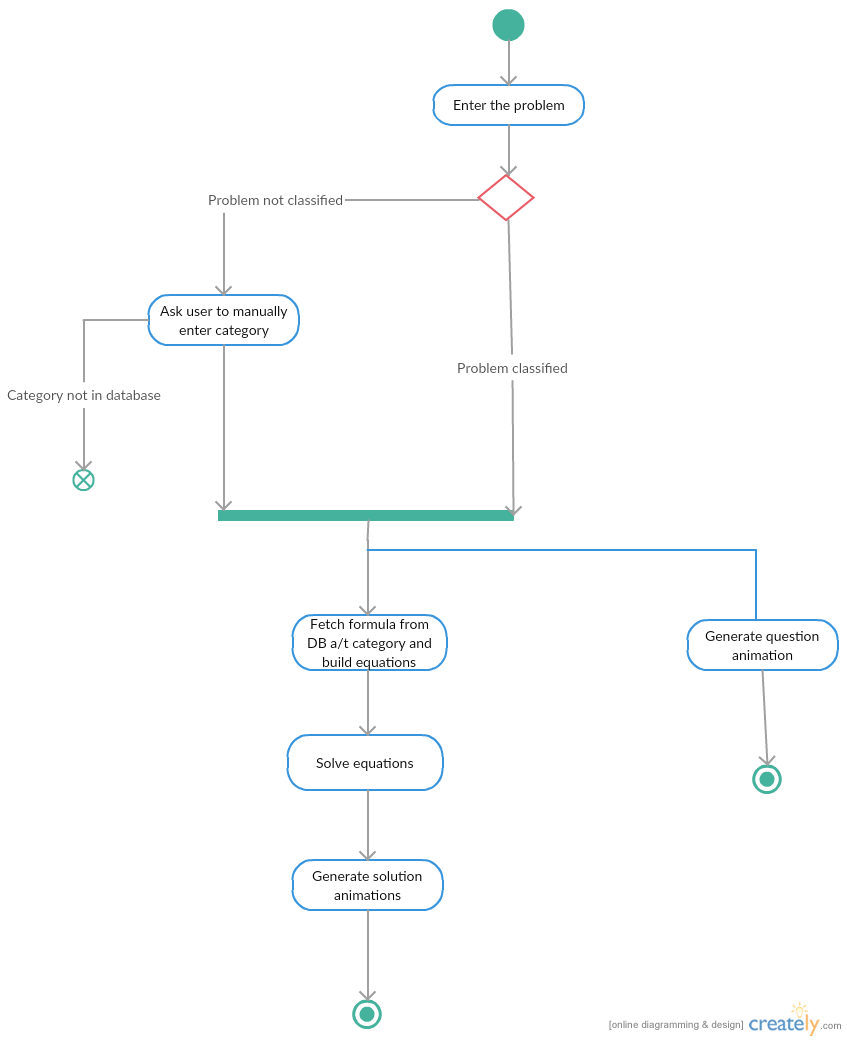 Enter the problem
Problem not classified
Ask user to manually
enter category
Problem classified
Category not in database
Fetch formula from
DB a/t category and
build equations
Generate question
animation
Solve equations
Generate solution
animations
[online diagramming & design] creately.com